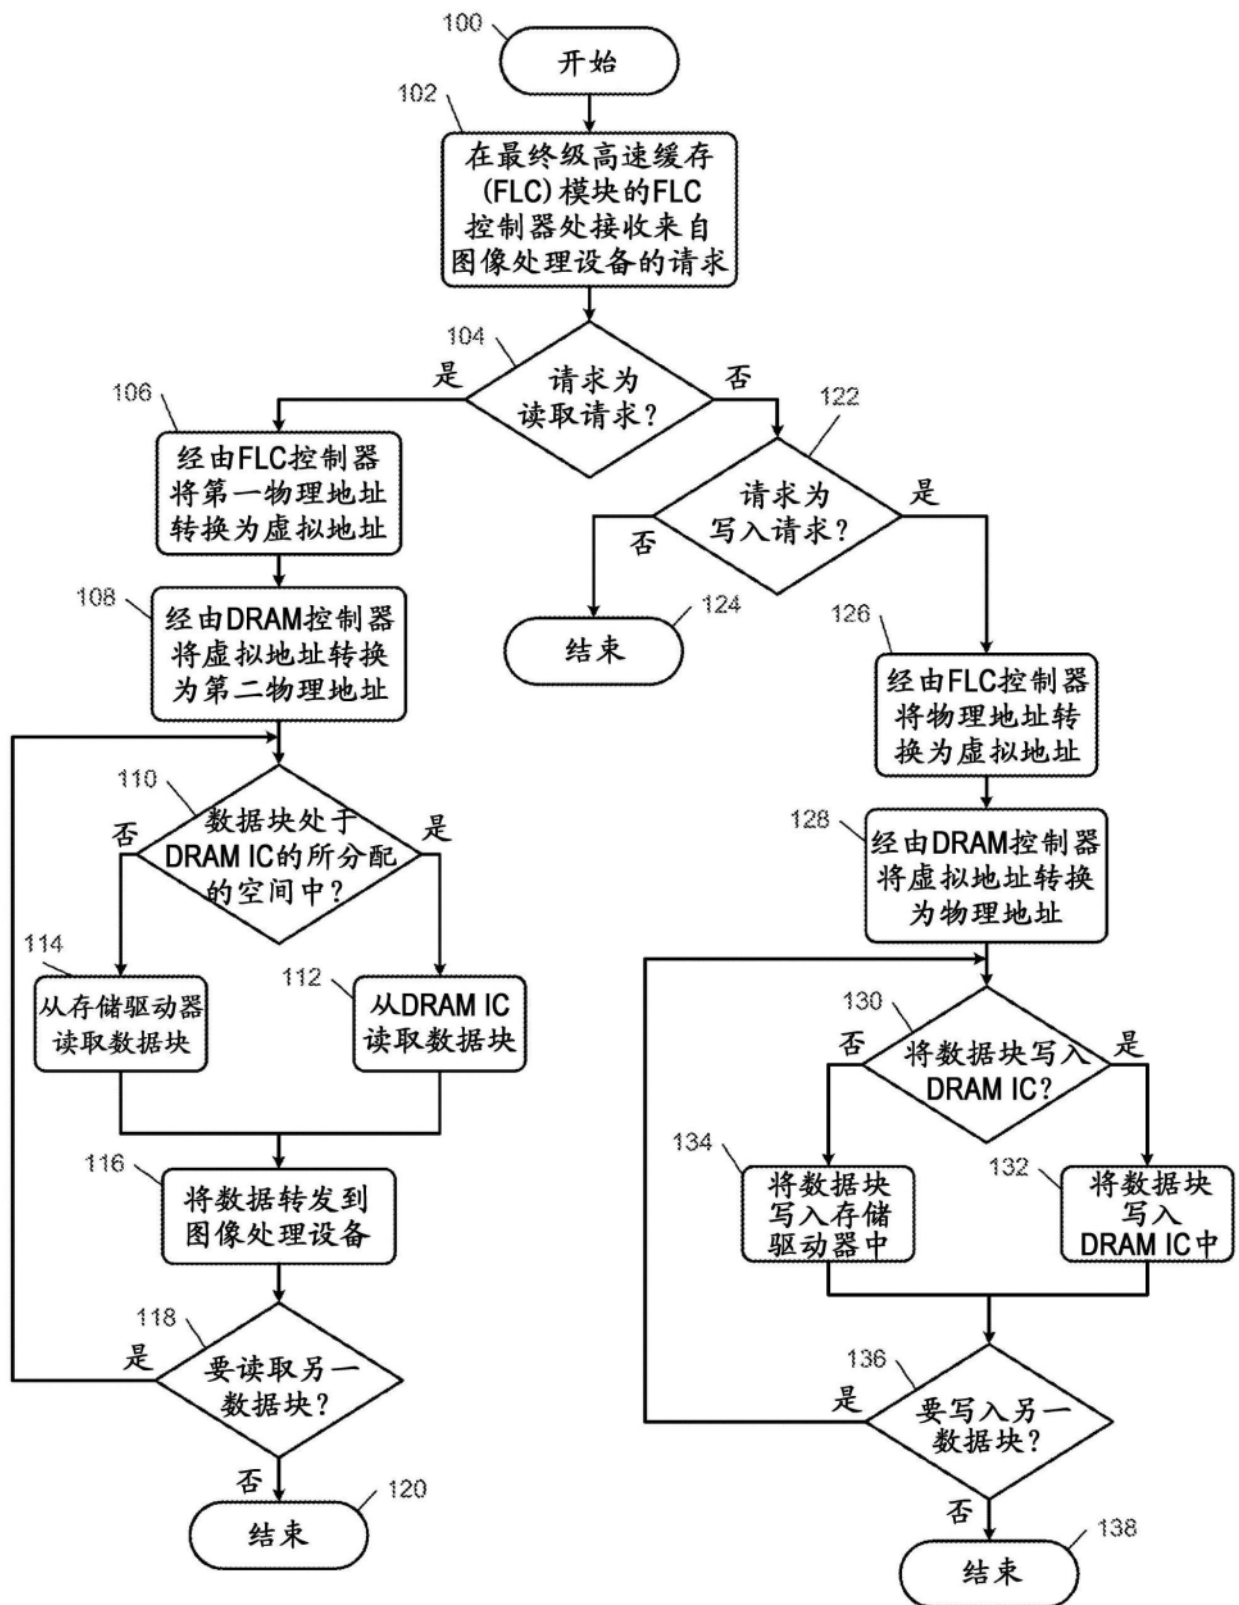 100
开始
102
在最终级高速缓存
(FLC)模块的FLC
控制器处接收来自
图像处理设备的请求
104
是
请求为
读取请求?
否
106
经由FLC控制器
将第一物理地址
转换为虚拟地址
122
请求为
写入请求?
是
否
108
经由DRAM控制器
将虚拟地址转换
为第二物理地址
124
结束
126
经由FLC控制器
将物理地址转
换为虚拟地址
110
否
数据块处于
DRAM IC的所分配
的空间中?
是
128
经由DRAM控制器
将虚拟地址转换
为物理地址
114
从存储驱动器
读取数据块
112
从DRAM IC
读取数据块
130
否
将数据块写入
DRAM IC?
是
116
将数据转发到
图像处理设备
134
将数据块
写入存储
驱动器中
132
将数据块
写入
DRAM IC中
118
是
要读取另一
数据块?
否
136
是
要写入另一
数据块?
否
120
结束
138
结束